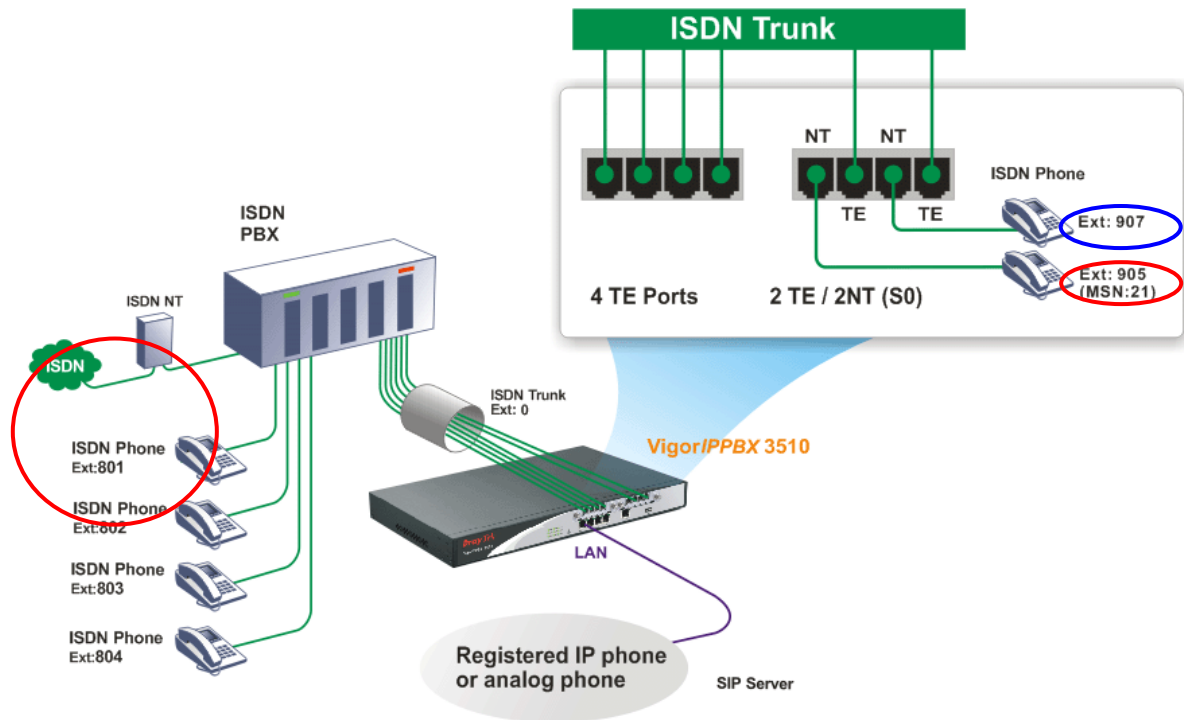 ISDN Trunk
NT
NT
TE
TE
ISDN Phone
Ext: 907
Ext: 905
(MSN:21)
4 TE Ports
2 TE / 2NT (S0)
ISDN
PBX
ISDN NT
ISDN
ISDN Trunk
Ext: 0
VigorIPPBX 3510
ISDN Phone
Ext:801
ISDN Phone
Ext:802
ISDN Phone
Ext:803
ISDN Phone
Ext:804
LAN
Registered IP phone
or analog phone
SIP Server